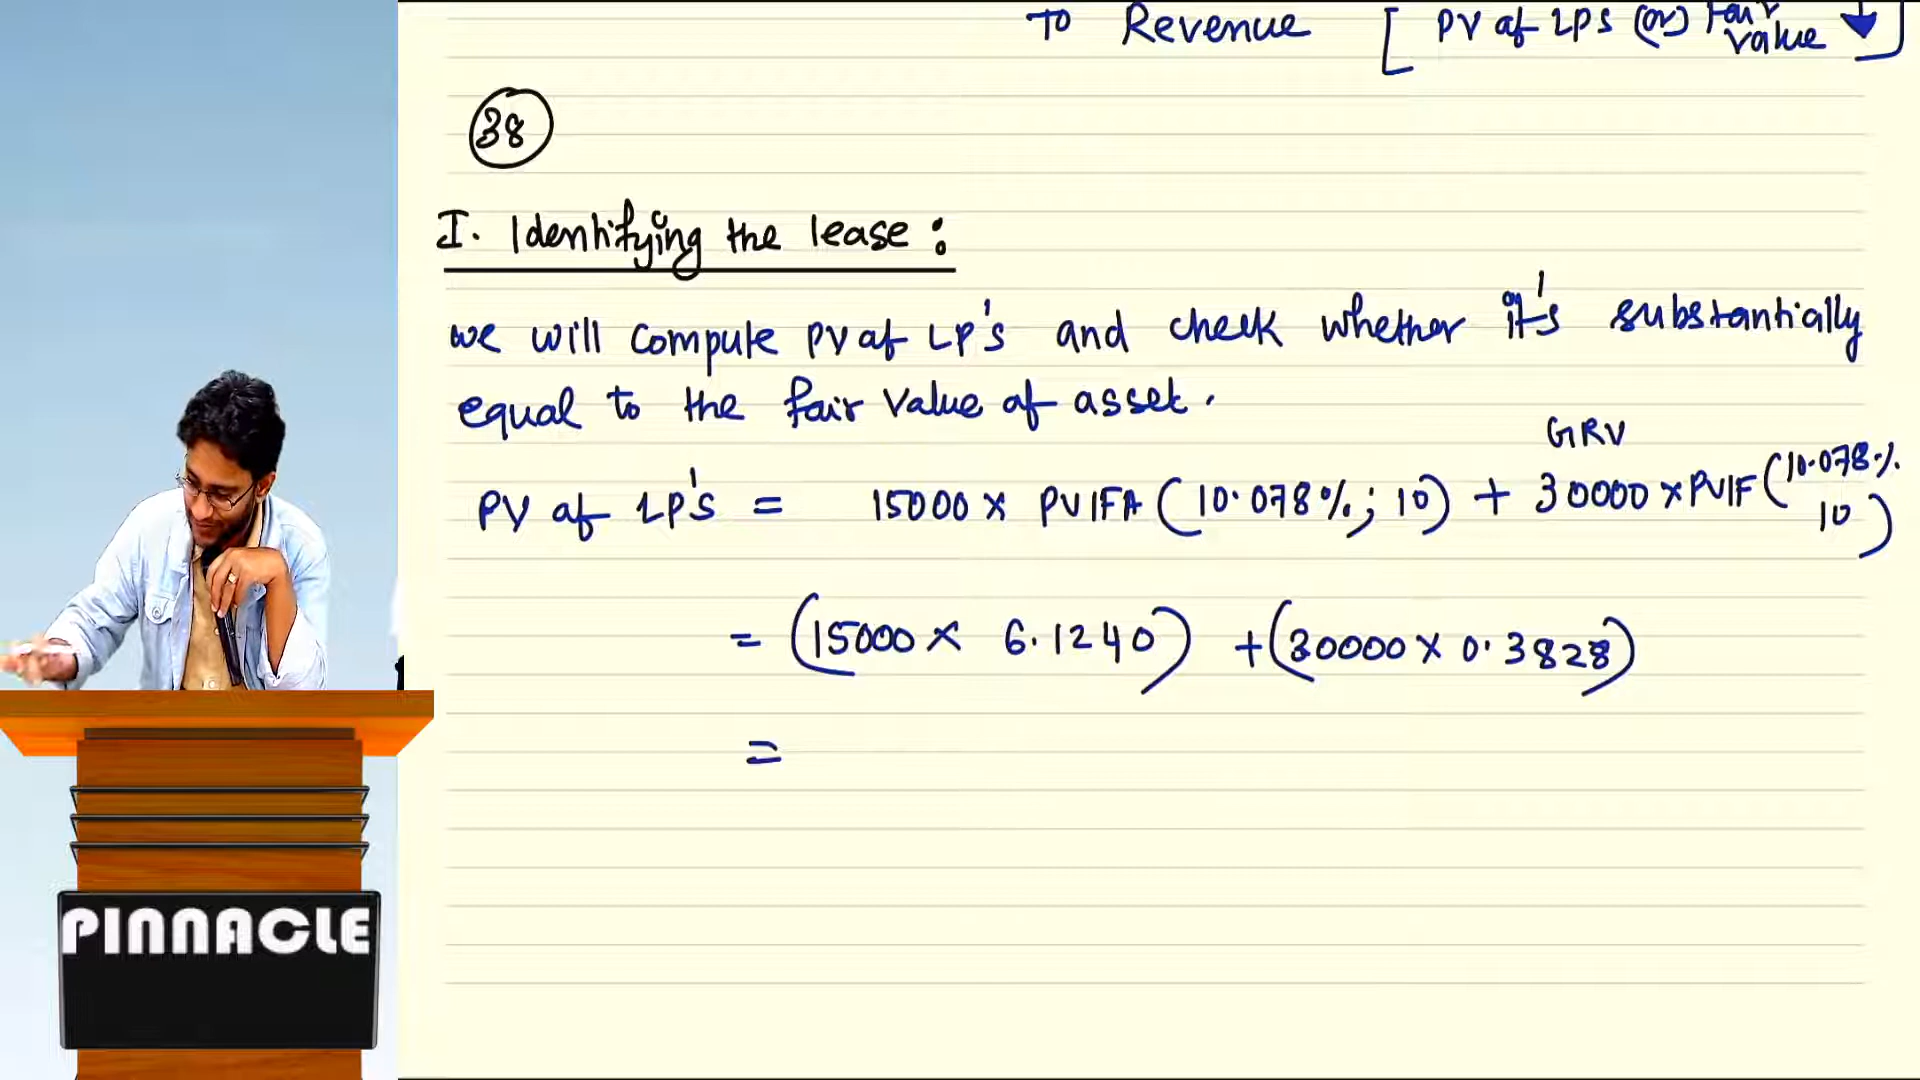 To Revenue [ PV of LPS (or) Fair value ↓ ]
38
I. Identifying the lease :
we will compute PV of LP's and check whether it's substantially
equal to the fair value of asset.
GRV
PV of LP's = 15000 × PVIFA (10.078%; 10) + 30000 × PVIF (10.078% 10)
= (15000 × 6.1240) + (30000 × 0.3828)
=
PINNACLE